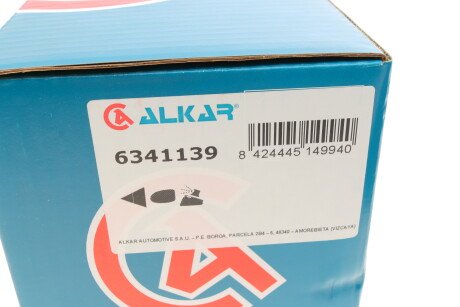 ALKAR®
6341139
8 424445 149940
ALKAR AUTOMOTIVE S.A.U. – P.E. BOROA, PARCELA 2B4 – 5, 48340 – AMOREBIETA (VIZCAYA)